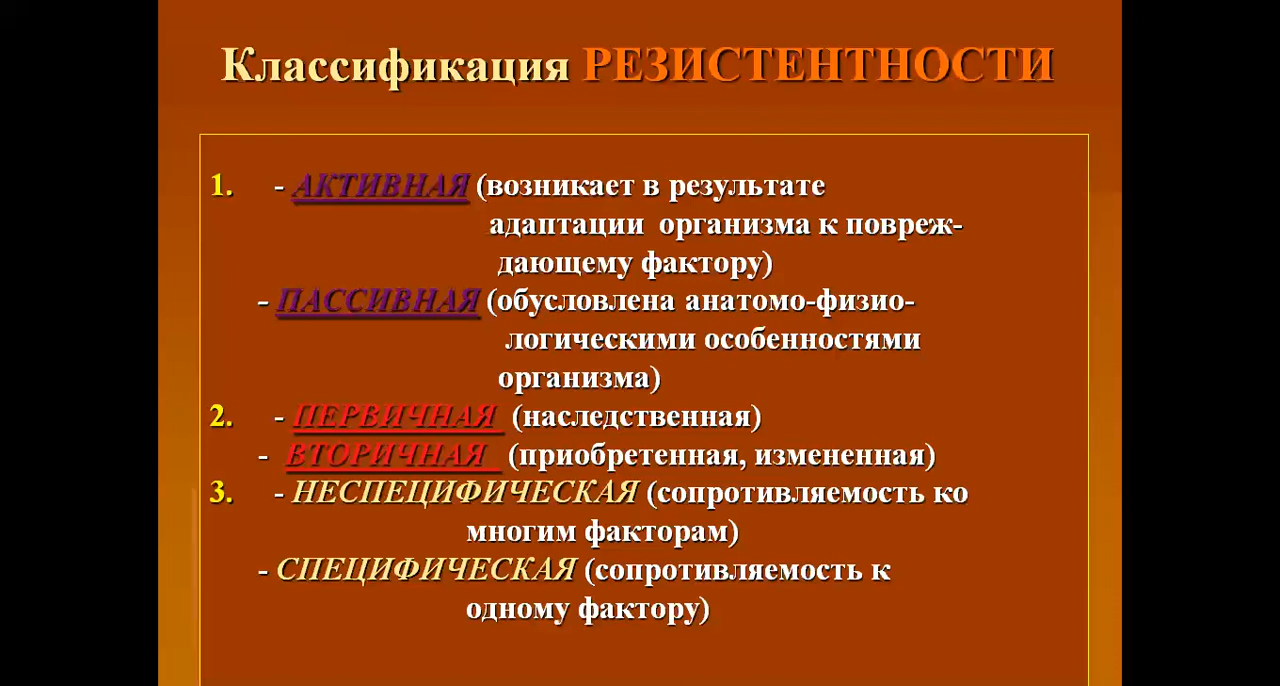 Классификация РЕЗИСТЕНТНОСТИ
1. - АКТИВНАЯ (возникает в результате
адаптации организма к повреж-
дающему фактору)
- ПАССИВНАЯ (обусловлена анатомо-физио-
логическими особенностями
организма)
2. - ПЕРВИЧНАЯ (наследственная)
- ВТОРИЧНАЯ (приобретенная, измененная)
3. - НЕСПЕЦИФИЧЕСКАЯ (сопротивляемость ко
многим факторам)
- СПЕЦИФИЧЕСКАЯ (сопротивляемость к
одному фактору)